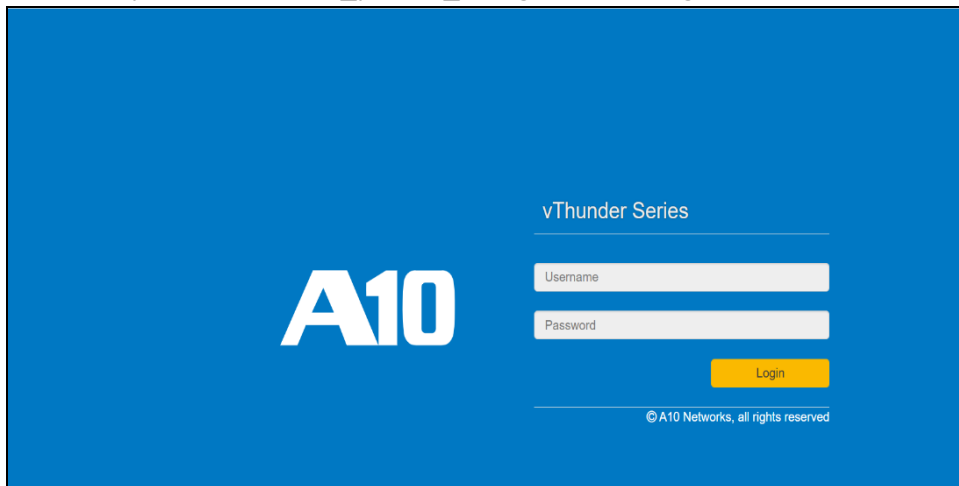 A10
vThunder Series
Username
Password
Login
© A10 Networks, all rights reserved